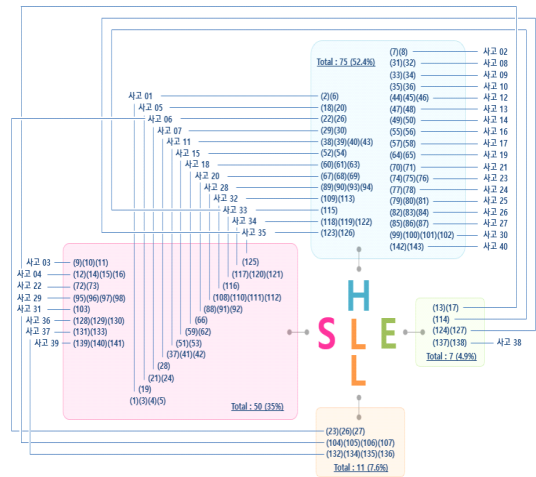 Total : 75 (52.4%)
(7)(8) 사고 02
(31)(32) 사고 08
(33)(34) 사고 09
(35)(36) 사고 10
(44)(45)(46) 사고 12
(47)(48) 사고 13
(49)(50) 사고 14
(55)(56) 사고 16
(57)(58) 사고 17
(64)(65) 사고 19
(70)(71) 사고 21
(74)(75)(76) 사고 23
(77)(78) 사고 24
(79)(80)(81) 사고 25
(82)(83)(84) 사고 26
(85)(86)(87) 사고 27
(99)(100)(101)(102) 사고 30
(142)(143) 사고 40
사고 01 (2)(6)
사고 05 (18)(20)
사고 06 (22)(26)
사고 07 (29)(30)
사고 11 (38)(39)(40)(43)
사고 15 (52)(54)
사고 18 (60)(61)(63)
사고 20 (67)(68)(69)
사고 28 (89)(90)(93)(94)
사고 32 (109)(113)
사고 33 (115)
사고 34 (118)(119)(122)
사고 35 (123)(126)
(125)
(117)(120)(121)
(116)
(108)(110)(111)(112)
(88)(91)(92)
(66)
(59)(62)
(51)(53)
(37)(41)(42)
(28)
(21)(24)
(19)
(1)(3)(4)(5)
사고 03 (9)(10)(11)
사고 04 (12)(14)(15)(16)
사고 22 (72)(73)
사고 29 (95)(96)(97)(98)
사고 31 (103)
사고 36 (128)(129)(130)
사고 37 (131)(133)
사고 39 (139)(140)(141)
Total : 50 (35%)
H
S L E
L
(13)(17)
(114)
(124)(127)
(137)(138) 사고 38
Total : 7 (4.9%)
(23)(26)(27)
(104)(105)(106)(107)
(132)(134)(135)(136)
Total : 11 (7.6%)